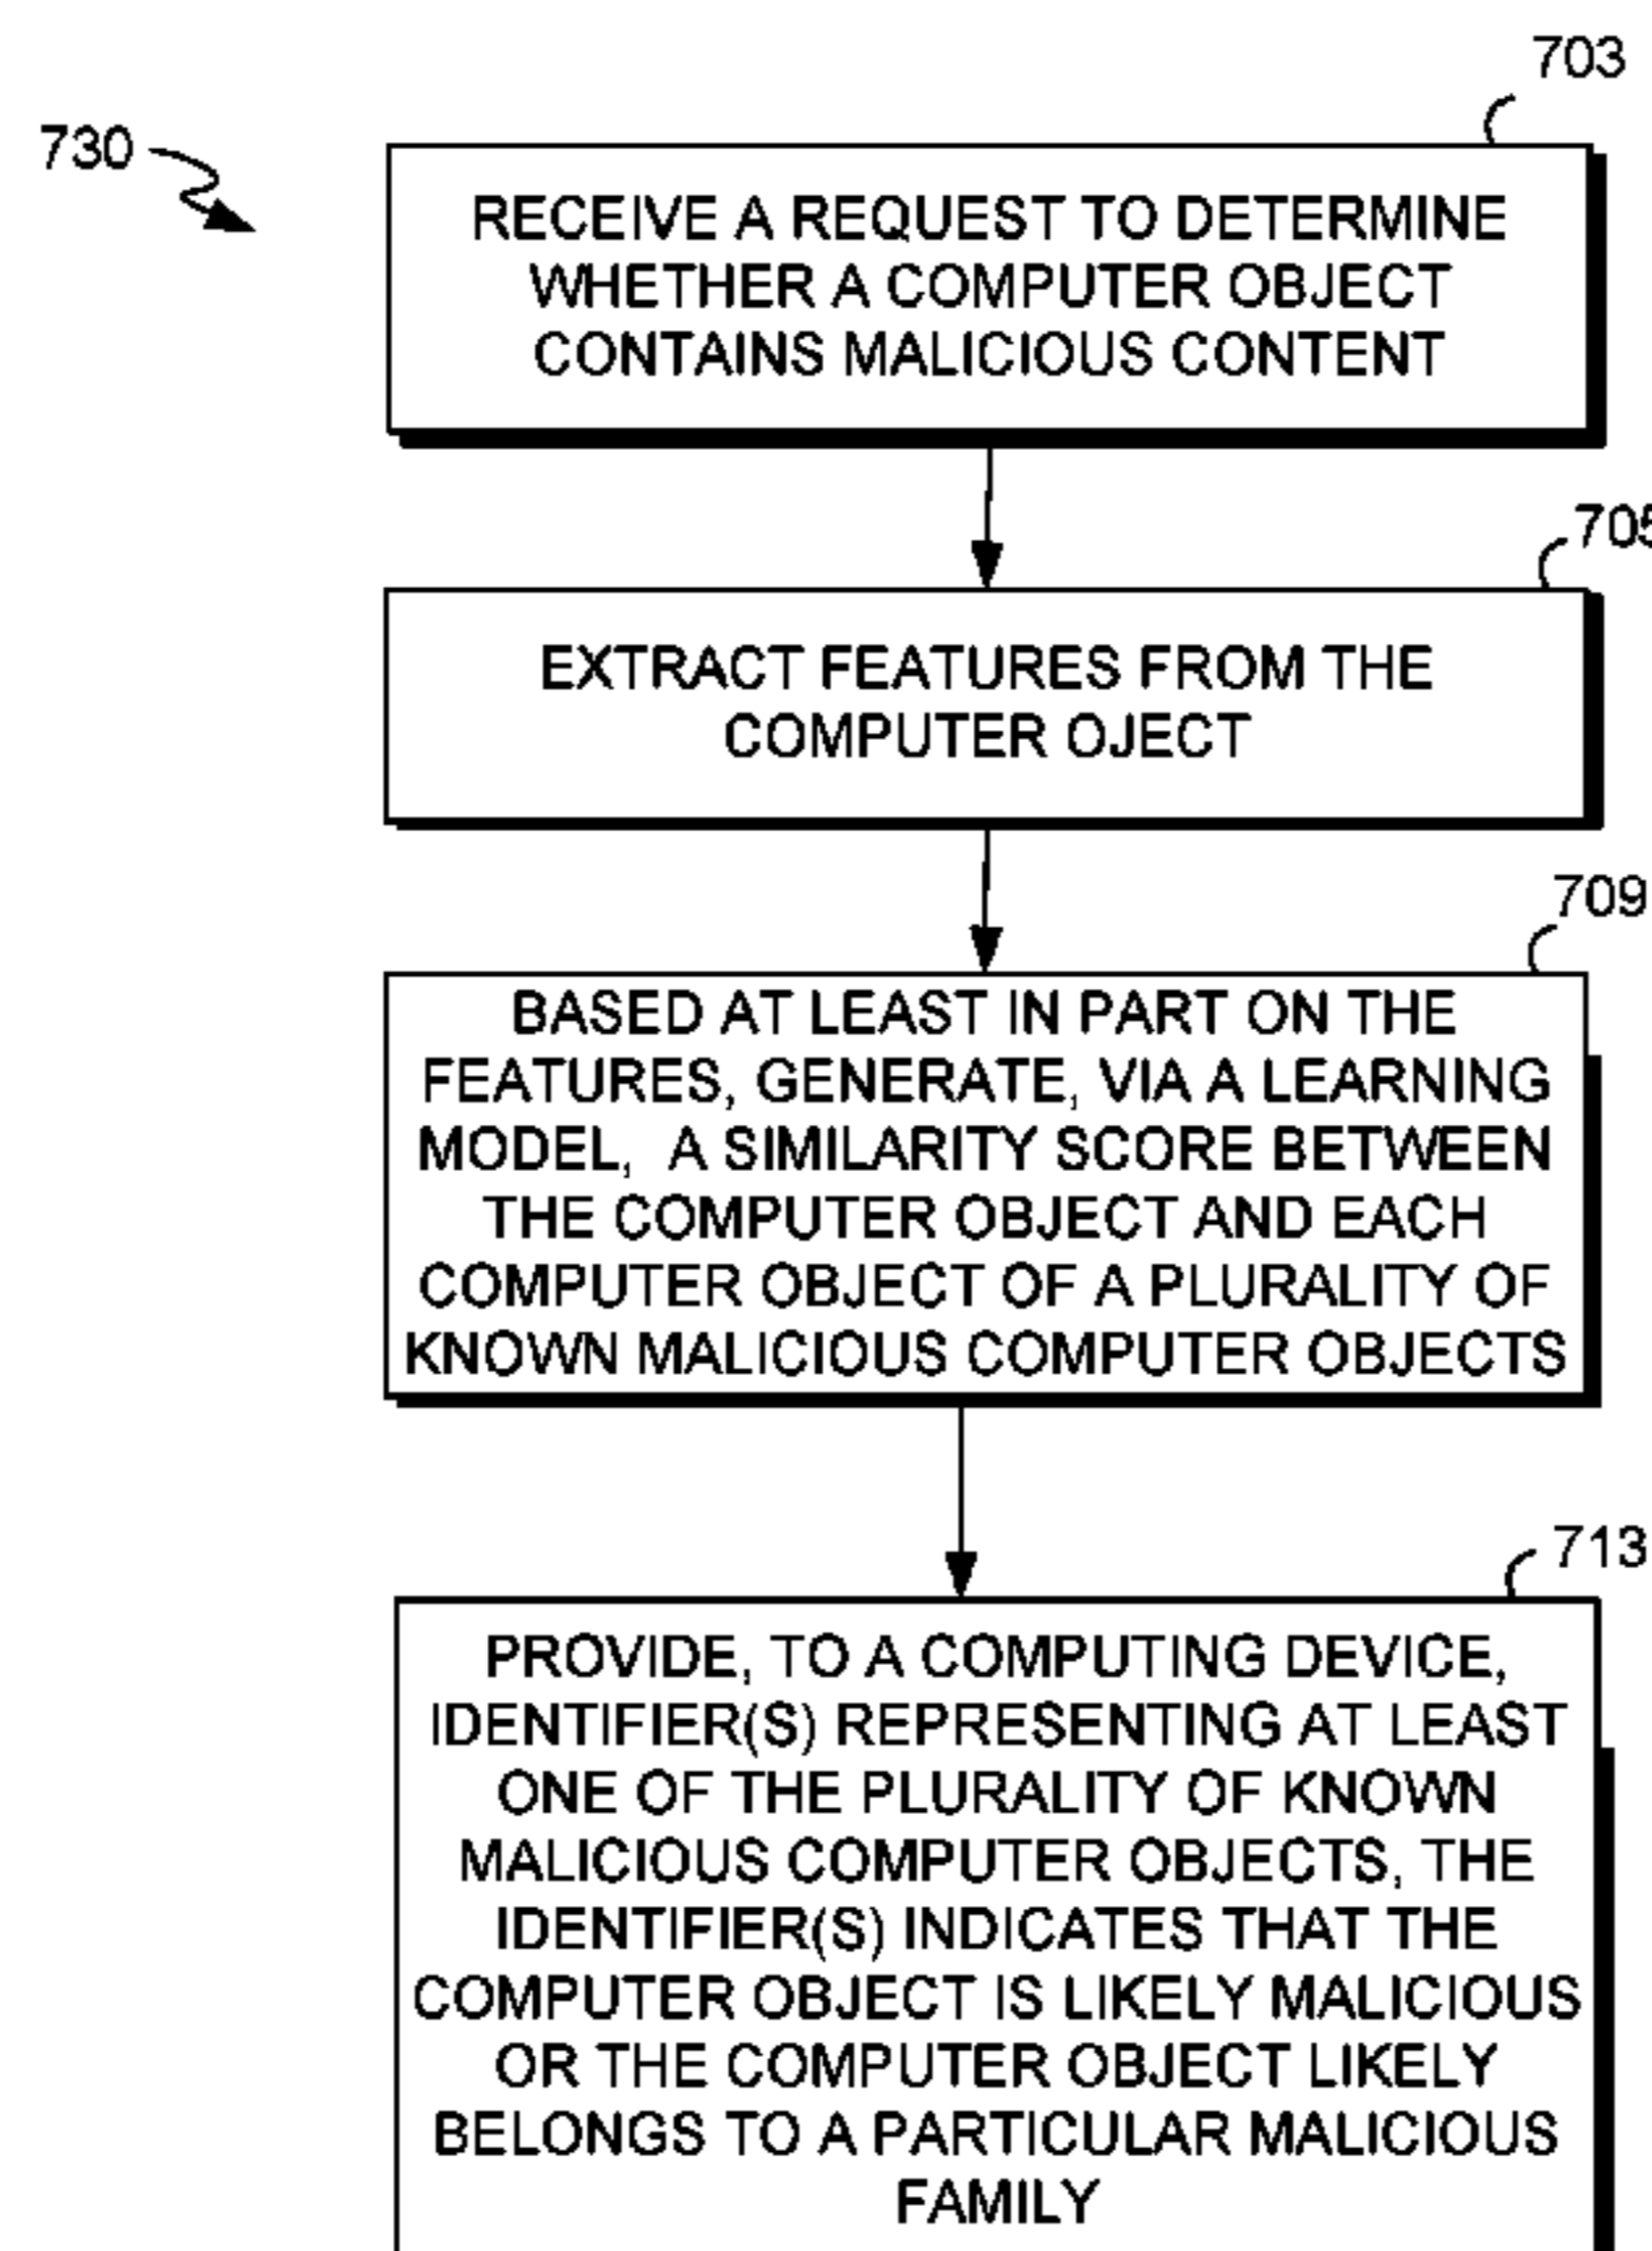 703
730
RECEIVE A REQUEST TO DETERMINE
WHETHER A COMPUTER OBJECT
CONTAINS MALICIOUS CONTENT
705
EXTRACT FEATURES FROM THE
COMPUTER OJECT
709
BASED AT LEAST IN PART ON THE
FEATURES, GENERATE, VIA A LEARNING
MODEL, A SIMILARITY SCORE BETWEEN
THE COMPUTER OBJECT AND EACH
COMPUTER OBJECT OF A PLURALITY OF
KNOWN MALICIOUS COMPUTER OBJECTS
713
PROVIDE, TO A COMPUTING DEVICE,
IDENTIFIER(S) REPRESENTING AT LEAST
ONE OF THE PLURALITY OF KNOWN
MALICIOUS COMPUTER OBJECTS, THE
IDENTIFIER(S) INDICATES THAT THE
COMPUTER OBJECT IS LIKELY MALICIOUS
OR THE COMPUTER OBJECT LIKELY
BELONGS TO A PARTICULAR MALICIOUS
FAMILY